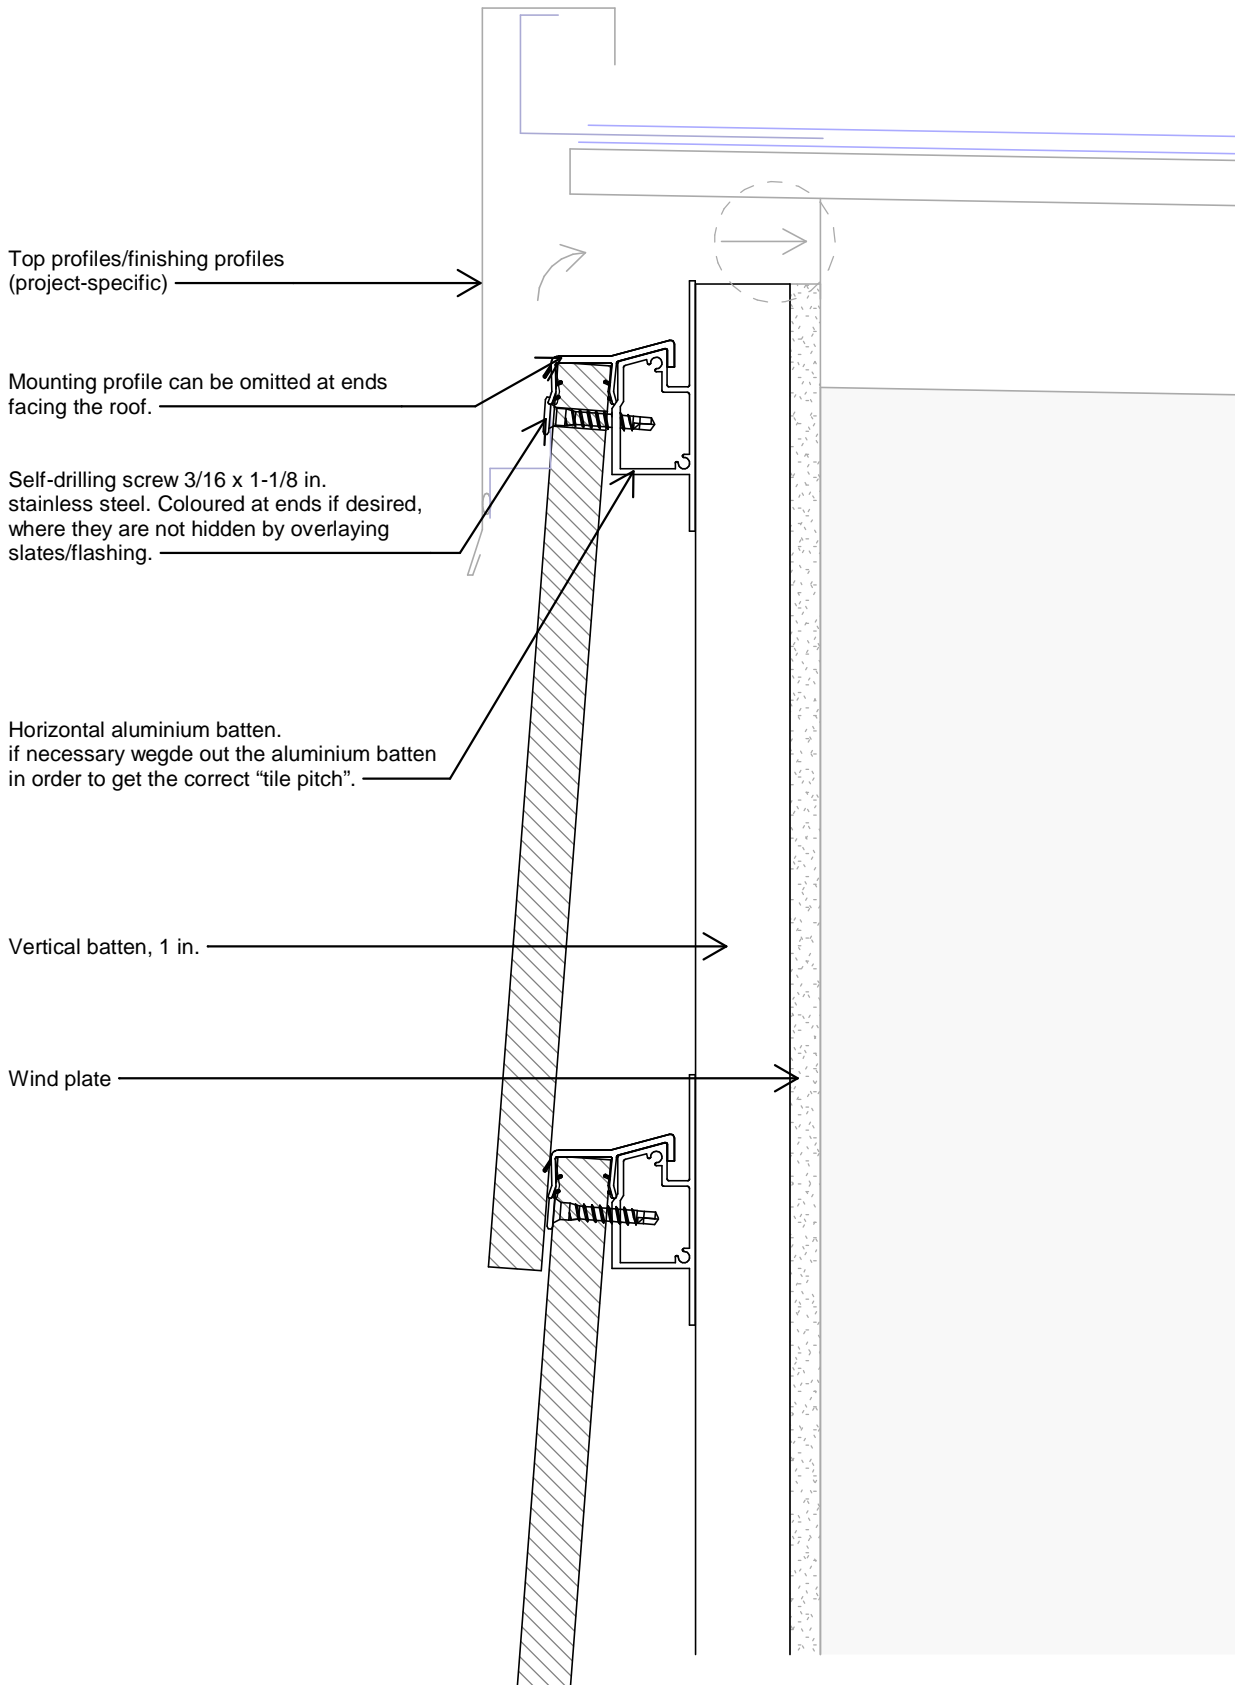 Top profiles/finishing profiles
(project-specific)
Mounting profile can be omitted at ends
facing the roof.
Self-drilling screw 3/16 x 1-1/8 in.
stainless steel. Coloured at ends if desired,
where they are not hidden by overlaying
slates/flashing.
Horizontal aluminium batten.
if necessary wegde out the aluminium batten
in order to get the correct “tile pitch”.
Vertical batten, 1 in.
Wind plate